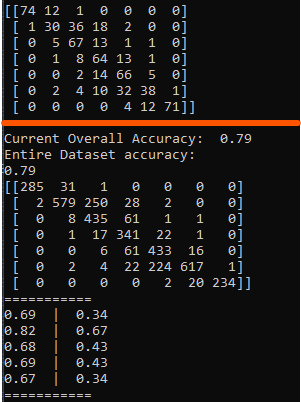 [[74 12 1 0 0 0 0]
[ 1 30 36 18 2 0 0]
[ 0 5 67 13 1 1 0]
[ 0 1 8 64 13 1 0]
[ 0 0 2 14 66 5 0]
[ 0 2 4 10 32 38 1]
[ 0 0 0 0 4 12 71]]
Current Overall Accuracy: 0.79
Entire Dataset accuracy:
0.79
[[285 31 1 0 0 0 0]
[ 2 579 250 28 2 0 0]
[ 0 8 435 61 1 1 0]
[ 0 1 17 341 22 1 0]
[ 0 0 6 61 433 16 0]
[ 0 2 4 22 224 617 1]
[ 0 0 0 0 2 20 234]]
===========
0.69 | 0.34
0.82 | 0.67
0.68 | 0.43
0.69 | 0.43
0.67 | 0.34
===========